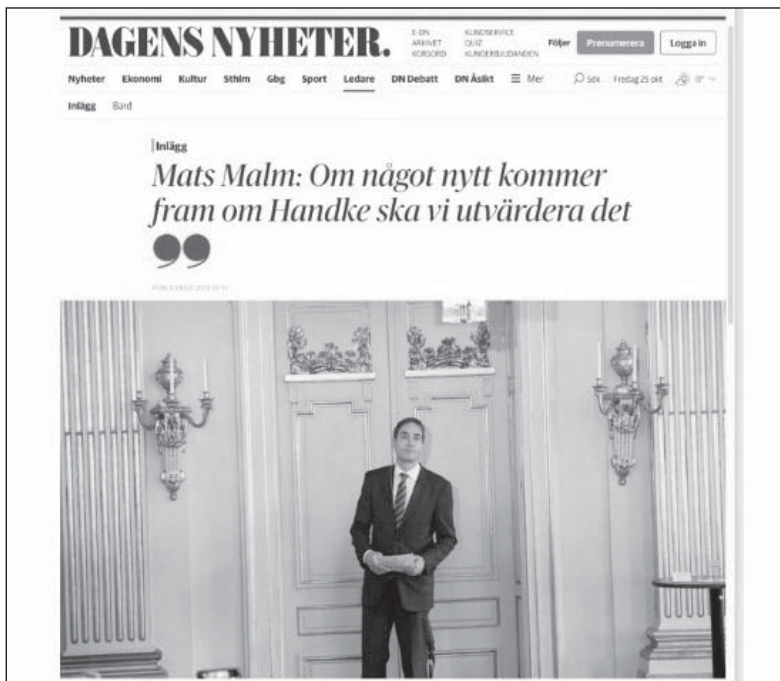 DAGENS NYHETER.
E-DN
ARKIVET
KORSORD
KUNDSERVICE
QUIZ
KUNDERBJUDANDEN
Följer
Prenumerera
Logga in
Nyheter Ekonomi Kultur Sthlm Gbg Sport Ledare DN Debatt DN Åsikt Mer Sök Fredag 25 okt 11°
Inlägg Bard
Inlägg
Mats Malm: Om något nytt kommer
fram om Handke ska vi utvärdera det